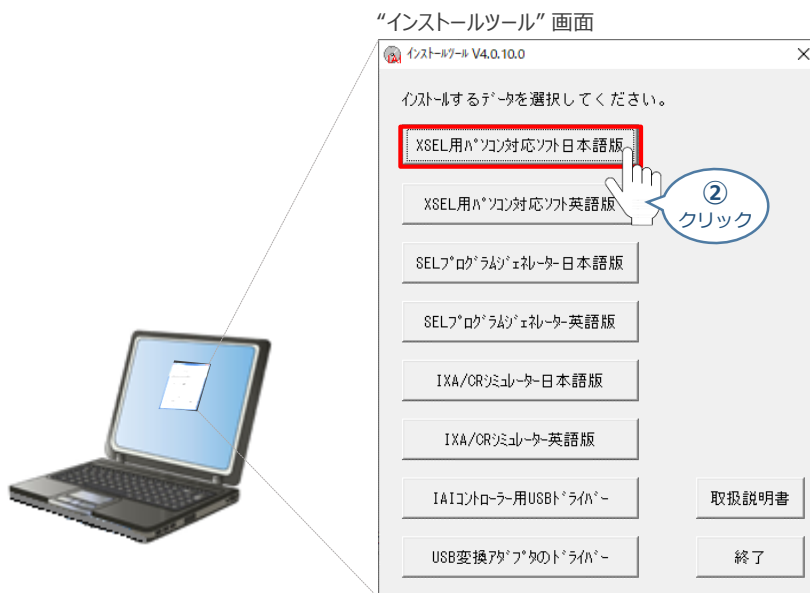 “インストールツール” 画面
ｲﾝｽﾄｰﾙﾂｰﾙ V4.0.10.0
ｲﾝｽﾄｰﾙするﾃﾞｰﾀを選択してください。
XSEL用ﾊﾟｿｺﾝ対応ｿﾌﾄ日本語版
XSEL用ﾊﾟｿｺﾝ対応ｿﾌﾄ英語版
②
クリック
SELﾌﾟﾛｸﾞﾗﾑｼﾞｪﾈﾚｰﾀｰ日本語版
SELﾌﾟﾛｸﾞﾗﾑｼﾞｪﾈﾚｰﾀｰ英語版
IXA/CRｼﾐｭﾚｰﾀｰ日本語版
IXA/CRｼﾐｭﾚｰﾀｰ英語版
IAIｺﾝﾄﾛｰﾗｰ用USBﾄﾞﾗｲﾊﾞｰ
取扱説明書
USB変換ｱﾀﾞﾌﾟﾀのﾄﾞﾗｲﾊﾞｰ
終了